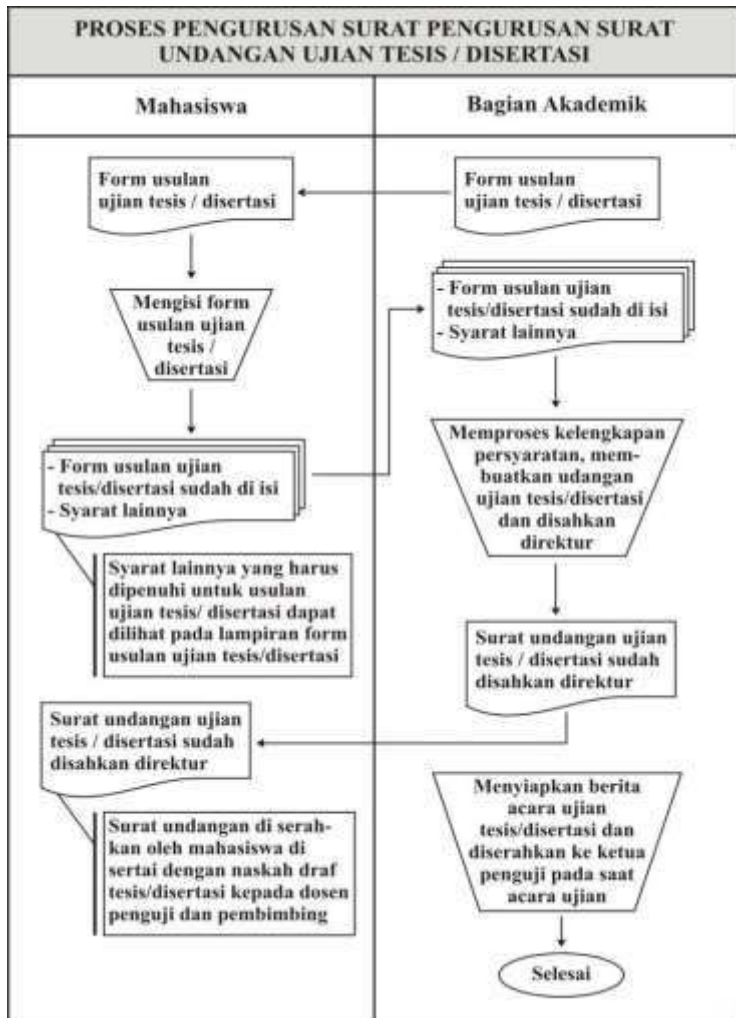 PROSES PENGURUSAN SURAT PENGURUSAN SURAT
UNDANGAN UJIAN TESIS / DISERTASI
Mahasiswa
Bagian Akademik
Form usulan
ujian tesis / disertasi
Form usulan
ujian tesis / disertasi
Mengisi form
usulan ujian
tesis /
disertasi
- Form usulan ujian
tesis/disertasi sudah di isi
- Syarat lainnya
- Form usulan ujian
tesis/disertasi sudah di isi
- Syarat lainnya
Syarat lainnya yang harus
dipenuhi untuk usulan
ujian tesis/ disertasi dapat
dilihat pada lampiran form
usulan ujian tesis/disertasi
Memproses kelengkapan
persyaratan, mem-
buatkan udangan
ujian tesis/disertasi
dan disahkan
direktur
Surat undangan ujian
tesis / disertasi sudah
disahkan direktur
Surat undangan ujian
tesis / disertasi sudah
disahkan direktur
Surat undangan di serah-
kan oleh mahasiswa di
sertai dengan naskah draf
tesis/disertasi kepada dosen
penguji dan pembimbing
Menyiapkan berita
acara ujian
tesis/disertasi dan
diserahkan ke ketua
penguji pada saat
acara ujian
Selesai